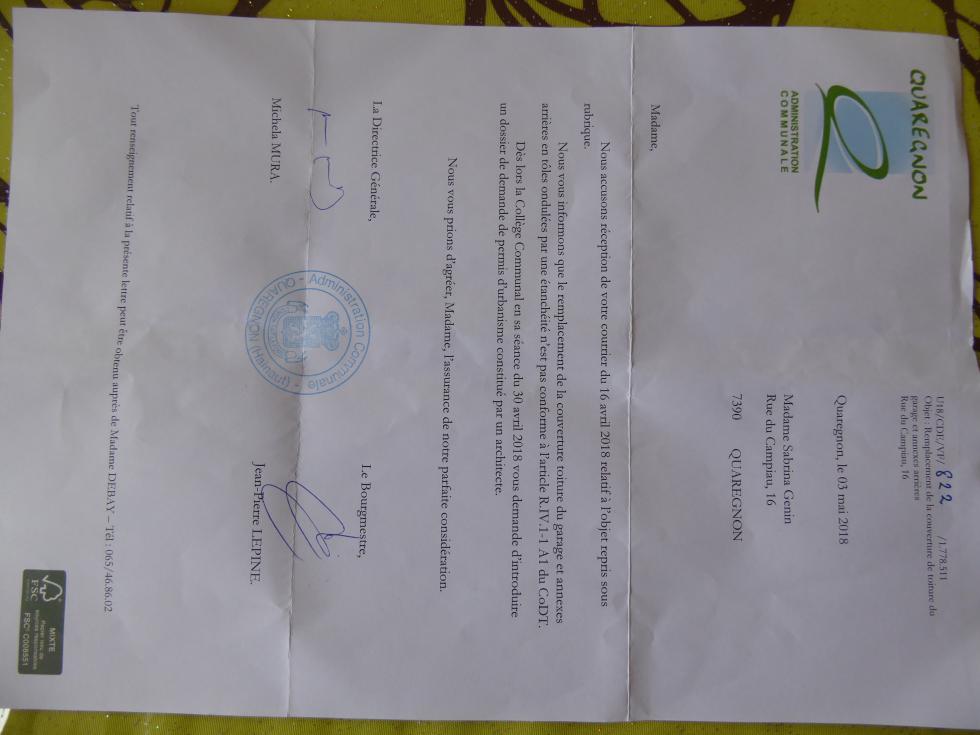 QUAREGNON
ADMINISTRATION
COMMUNALE
U18/CDE/VF/ 822 /1.778.511
Objet : Remplacement de la couverture de toiture du
garage et annexes arrières
Rue du Campiau, 16
Quaregnon, le 03 mai 2018
Madame Sabrina Genin
Rue du Campiau, 16
7390 QUAREGNON
Madame,
Nous accusons réception de votre courrier du 16 avril 2018 relatif à l'objet repris sous
rubrique.
Nous vous informons que le remplacement de la couverture toiture du garage et annexes
arrières en tôles ondulées par une étanchéité n'est pas conforme à l'article R.IV.1-1 A1 du CoDT.
Dès lors la Collège Communal en sa séance du 30 avril 2018 vous demande d'introduire
un dossier de demande de permis d'urbanisme constitué par un architecte.
Nous vous prions d'agréer, Madame, l'assurance de notre parfaite considération.
La Directrice Générale,
Le Bourgmestre,
- Administration Communale -
QUAREGNON (Hainaut)
Michela MURA.
Jean-Pierre LEPINE.
Tout renseignement relatif à la présente lettre peut être obtenu auprès de Madame DEBAY – Tél : 065/46.86.02
FSC
MIXTE
Papier issu de
sources responsables
FSC® C008551